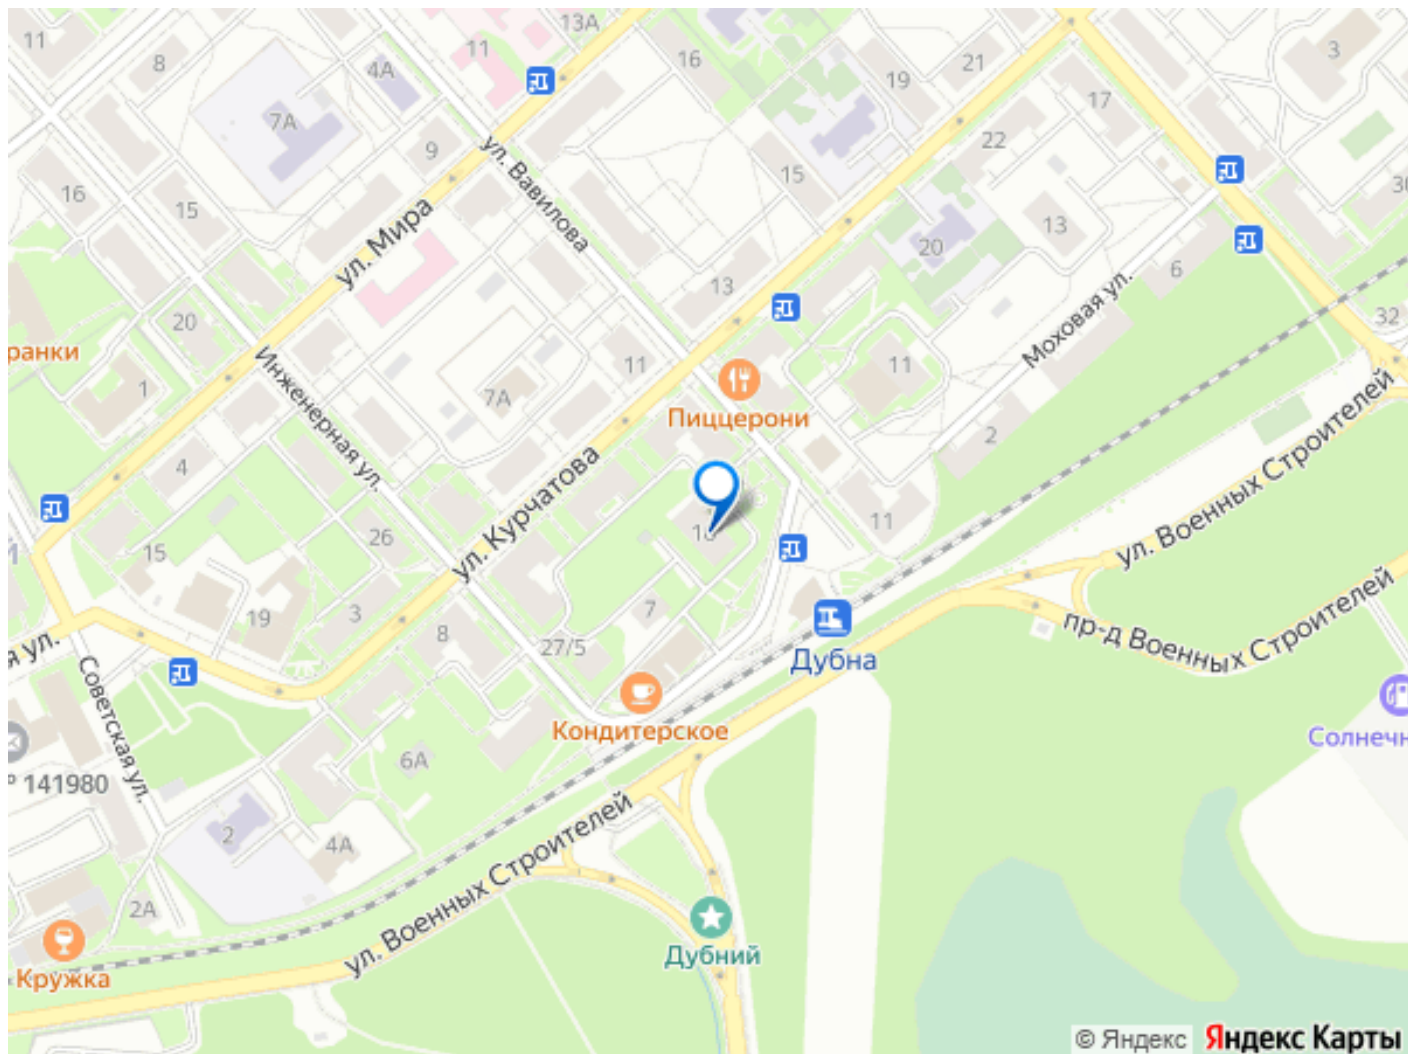 11
8
4А
11
13А
16
21
19
3
17
22
7А
9
ул. Вавилова
15
16
15
ул. Мира
13
20
6
13
Моховая ул.
32
20
ранки
1
Инженерная ул.
11
7А
11
Пиццерони
2
4
ул. Курчатова
ул. Военных Строителей
26
15
11
19
3
8
7
27/5
Дубна
пр-д Военных Строителей
я ул.
Советская ул.
Кондитерское
Солнечн
6А
141980
2
4А
ул. Военных Строителей
2А
Кружка
Дубний
© Яндекс Яндекс Карты